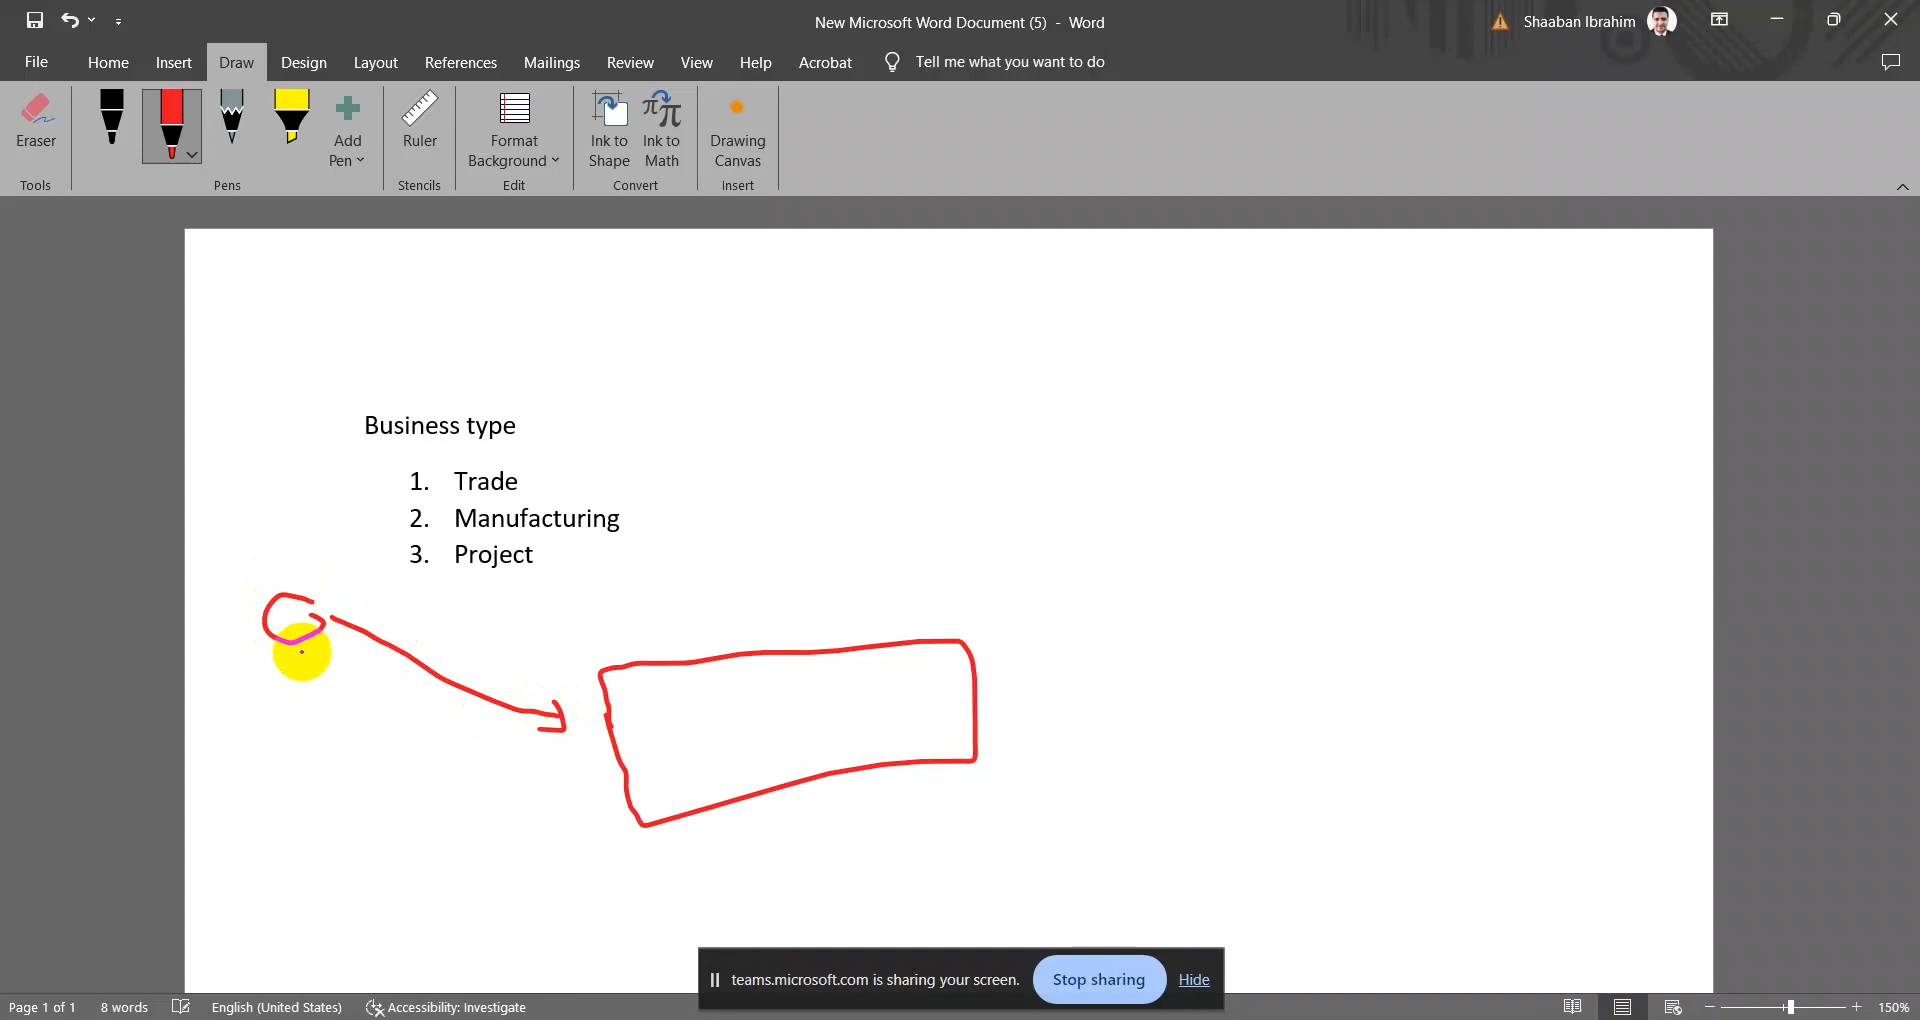 New Microsoft Word Document (5) - Word
Shaaban Ibrahim
File Home Insert Draw Design Layout References Mailings Review View Help Acrobat Tell me what you want to do
Eraser
Add Pen
Ruler
Format Background
Ink to Shape
Ink to Math
Drawing Canvas
Tools Pens Stencils Edit Convert Insert
Business type
1. Trade
2. Manufacturing
3. Project
teams.microsoft.com is sharing your screen. Stop sharing Hide
Page 1 of 1 8 words English (United States) Accessibility: Investigate 150%